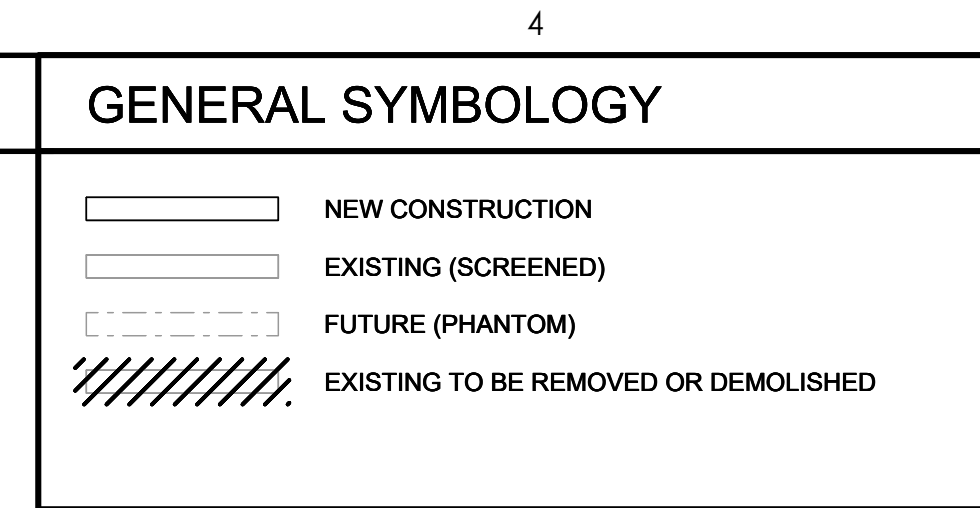 4
GENERAL SYMBOLOGY
NEW CONSTRUCTION
EXISTING (SCREENED)
FUTURE (PHANTOM)
EXISTING TO BE REMOVED OR DEMOLISHED